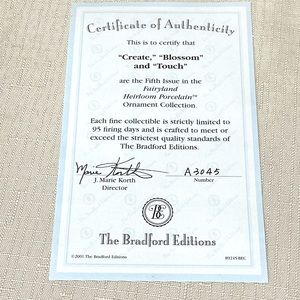 Certificate of Authenticity
This is to certify that
"Create," "Blossom"
and "Touch"
are the Fifth Issue in the
Fairyland
Heirloom Porcelain™
Ornament Collection.
Each fine collectible is strictly limited to
95 firing days and is crafted to meet or
exceed the strictest quality standards of
The Bradford Editions.
Marie Korth A3045
J. Marie Korth Number
Director
The Bradford Editions
©2001 The Bradford Editions